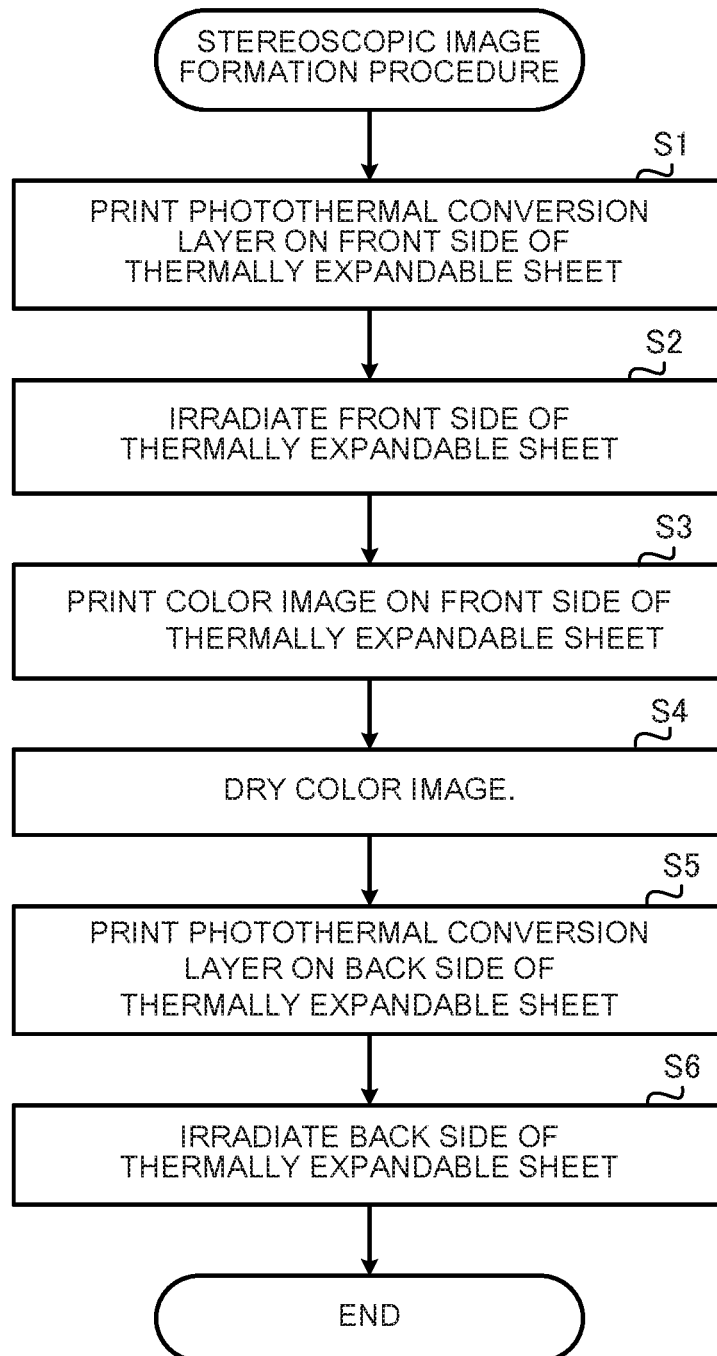 STEREOSCOPIC IMAGE
FORMATION PROCEDURE
S1
PRINT PHOTOTHERMAL CONVERSION
LAYER ON FRONT SIDE OF
THERMALLY EXPANDABLE SHEET
S2
IRRADIATE FRONT SIDE OF
THERMALLY EXPANDABLE SHEET
S3
PRINT COLOR IMAGE ON FRONT SIDE OF
THERMALLY EXPANDABLE SHEET
S4
DRY COLOR IMAGE.
S5
PRINT PHOTOTHERMAL CONVERSION
LAYER ON BACK SIDE OF
THERMALLY EXPANDABLE SHEET
S6
IRRADIATE BACK SIDE OF
THERMALLY EXPANDABLE SHEET
END